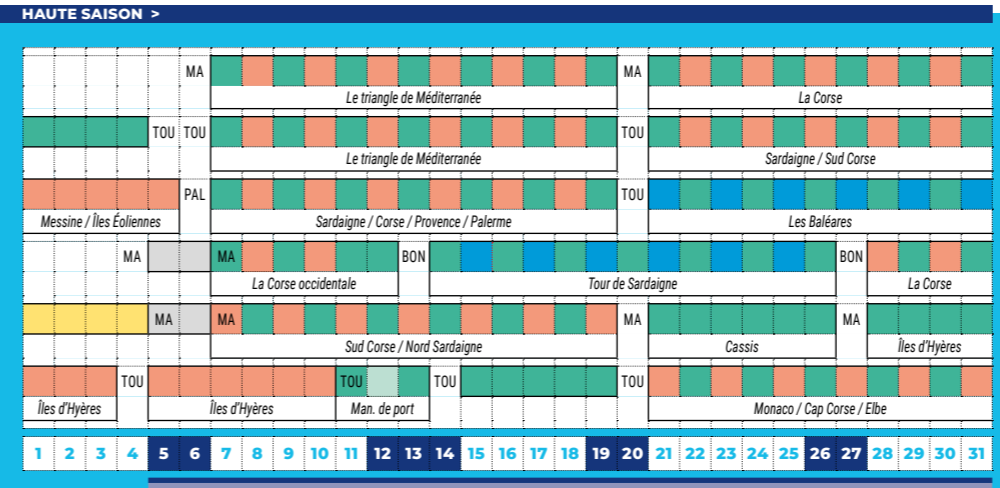 HAUTE SAISON >
MA MA
Le triangle de Méditerranée La Corse
TOU TOU TOU
Le triangle de Méditerranée Sardaigne / Sud Corse
PAL TOU
Messine / Îles Éoliennes Sardaigne / Corse / Provence / Palerme Les Baléares
MA MA BON BON
La Corse occidentale Tour de Sardaigne La Corse
MA MA MA MA
Sud Corse / Nord Sardaigne Cassis Îles d'Hyères
TOU TOU TOU TOU
Îles d'Hyères Îles d'Hyères Man. de port Monaco / Cap Corse / Elbe
1 2 3 4 5 6 7 8 9 10 11 12 13 14 15 16 17 18 19 20 21 22 23 24 25 26 27 28 29 30 31